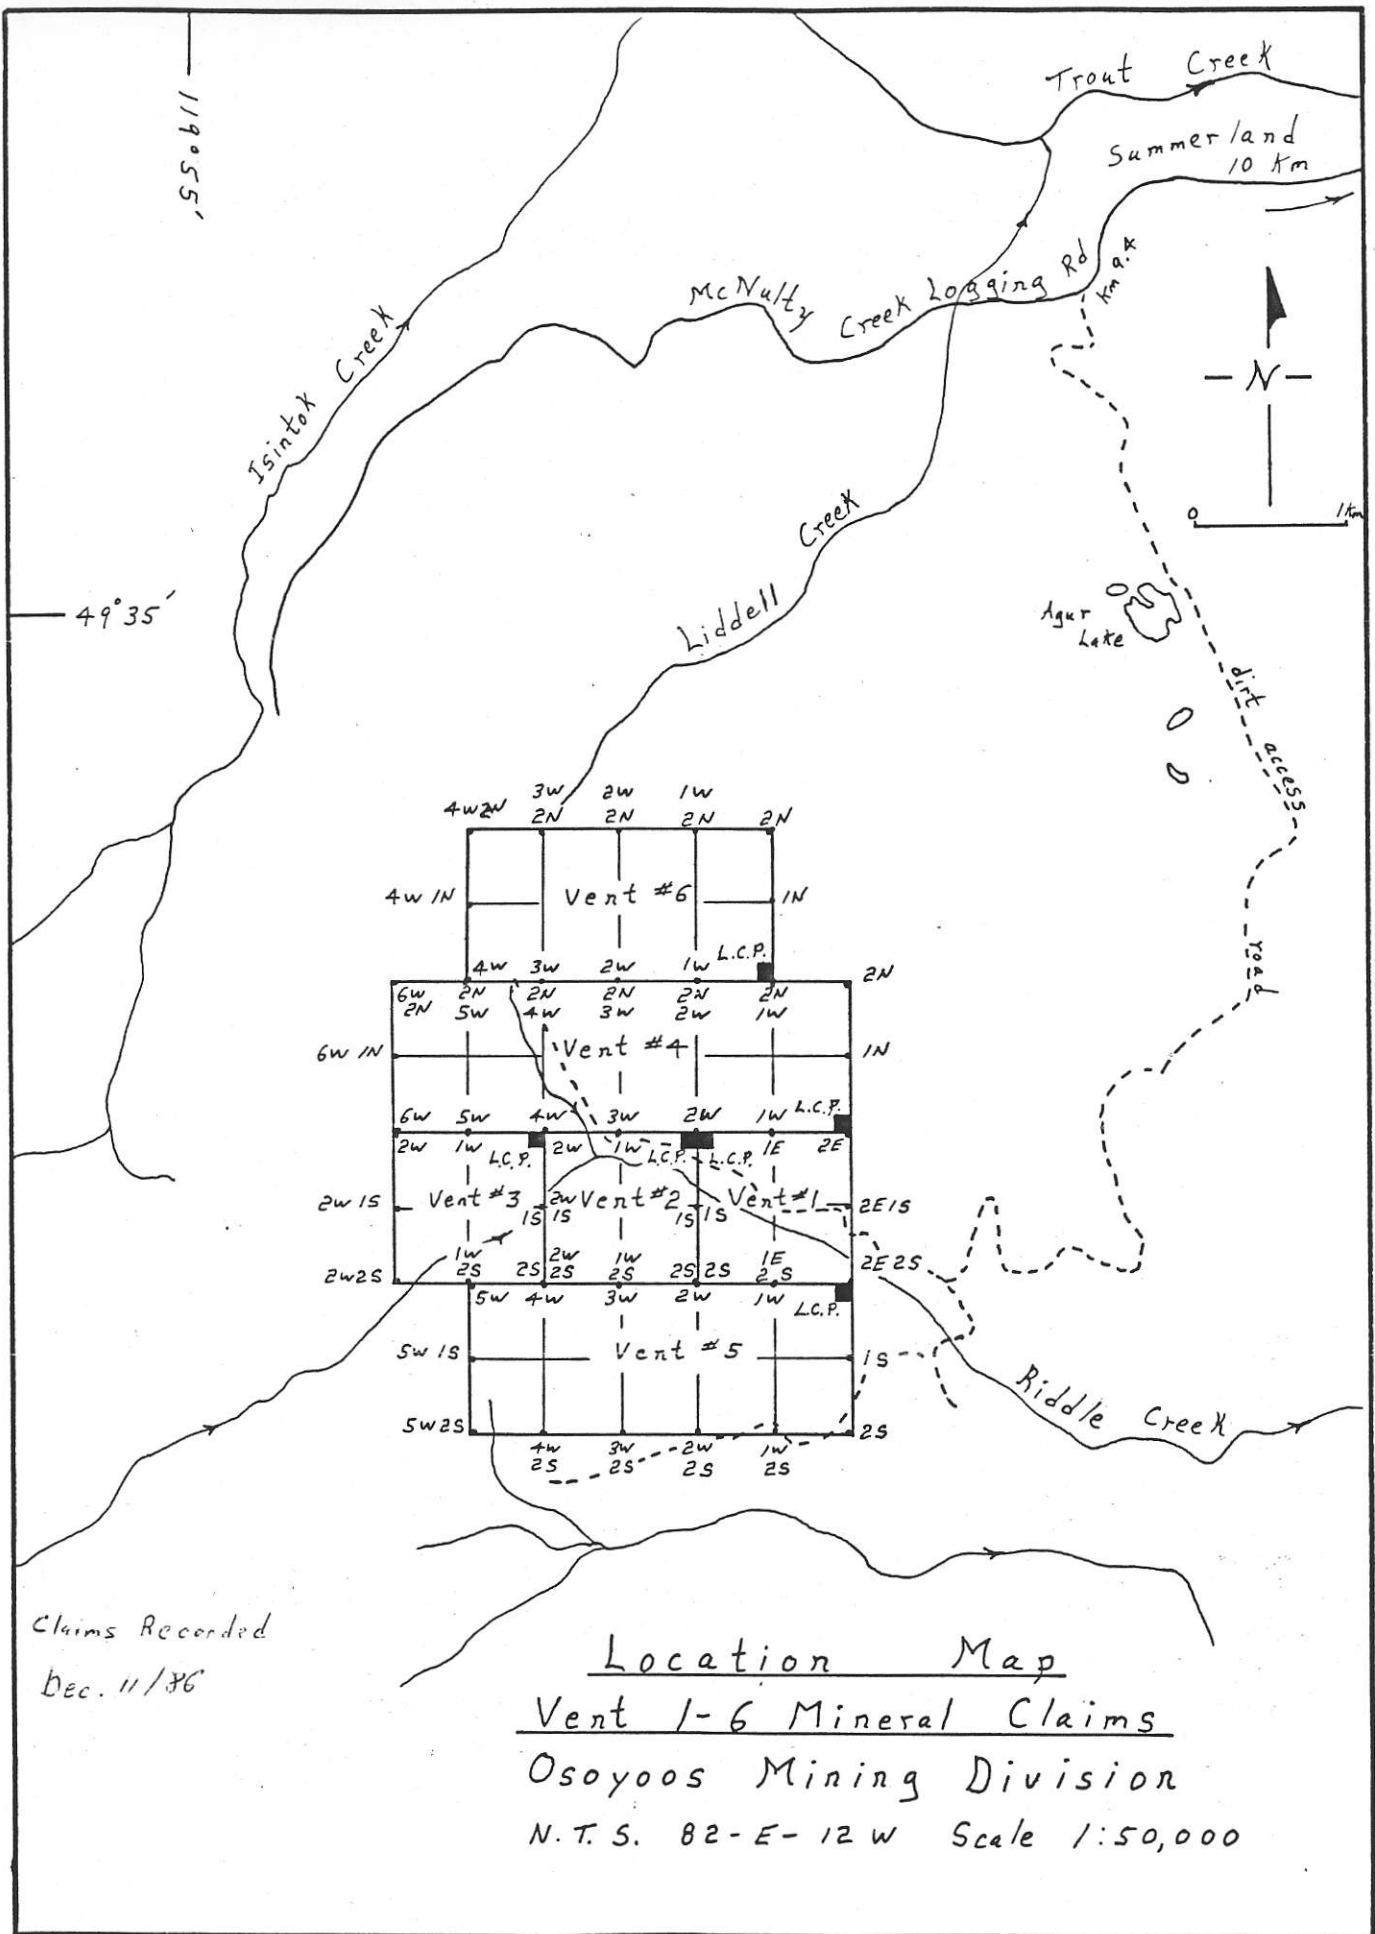 119°55′
Trout Creek
Summerland
10 Km
McNulty Creek Logging Rd
Km 9.4
Isintok Creek
N
0 1 Km
49°35′
Liddell Creek
Agur
Lake
dirt access road
3W 2W 1W
4W2N 2N 2N 2N 2N
4W 1N Vent #6 1N
L.C.P.
4W 3W 2W 1W 2N
6W 2N 2N 2N 2N 2N
2N 5W 4W 3W 2W 1W
6W 1N Vent #4 1N
6W 5W 4W 3W 2W 1W L.C.P.
2W 1W 2W 1W 1E 2E
L.C.P. L.C.P. L.C.P.
2W 1S Vent #3 2W Vent #2 Vent #1 2E1S
1S 1S 1S 1S
1W 2W 1W 1E 2E 2S
2W2S 2S 2S 2S 2S 2S 2S 2S
5W 4W 3W 2W 1W L.C.P.
5W 1S Vent #5 1S
5W2S 4W 3W 2W 1W 2S
2S 2S 2S 2S
Riddle Creek
Claims Recorded
Dec. 11/86
Location Map
Vent 1-6 Mineral Claims
Osoyoos Mining Division
N.T.S. 82-E-12W Scale 1:50,000